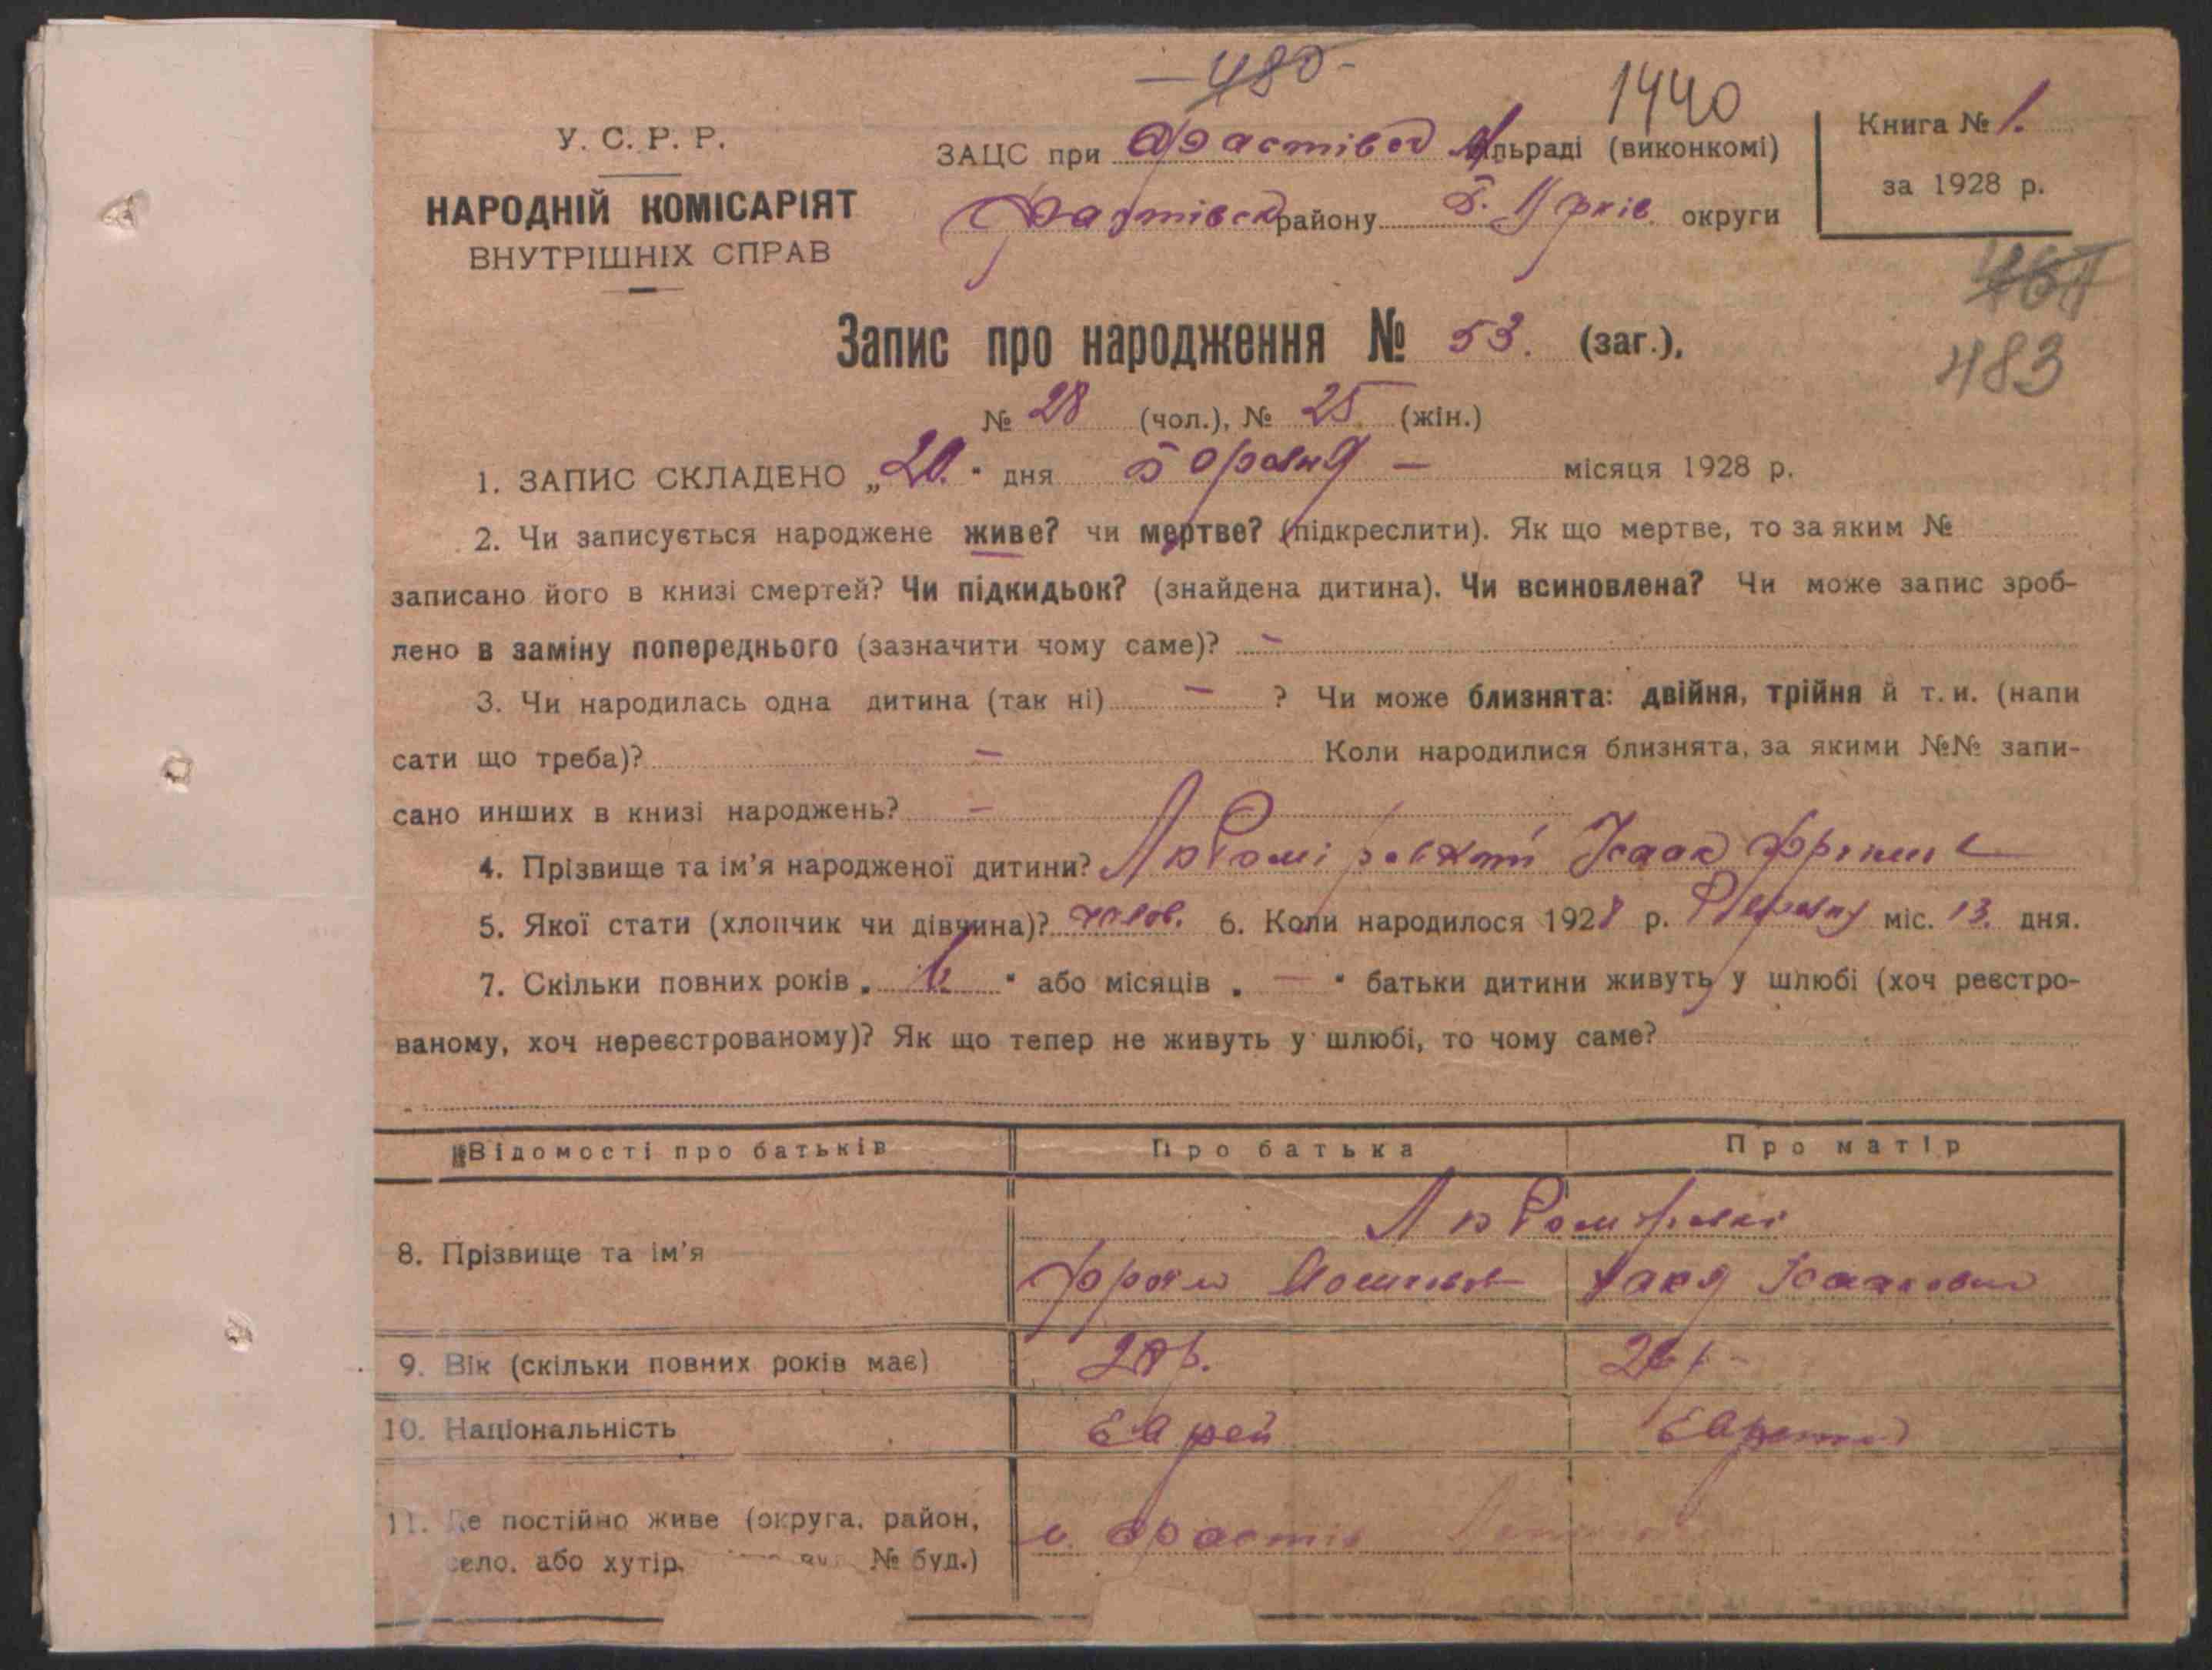 480
1440
У. С. Р. Р.
НАРОДНІЙ КОМІСАРІЯТ
ВНУТРІШНІХ СПРАВ
ЗАЦС при Фастівск м. ільраді (виконкомі)
Фастівск району Б. Церків. округи
Книга № 1.
за 1928 р.
483
Запис про народження № 53. (заг.),
№ 28 (чол.), № 25 (жін.)
1. ЗАПИС СКЛАДЕНО „20." дня місяця 1928 р.
2. Чи записується народжене живе? чи мертве? (підкреслити). Як що мертве, то за яким №
записано його в книзі смертей? Чи підкидьок? (знайдена дитина). Чи всиновлена? Чи може запис зроб-
лено в заміну попереднього (зазначити чому саме)? -
3. Чи народилась одна дитина (так ні) - ? Чи може близнята: двійня, трійня й т. и. (напи
сати що треба)? - Коли народилися близнята, за якими №№ запи-
сано инших в книзі народжень? -
4. Прізвище та ім'я народженої дитини? Ісаак
5. Якої стати (хлопчик чи дівчина)? чолов. 6. Коли народилося 1928 р. міс. 13. дня.
7. Скільки повних років „ " або місяців „ - " батьки дитини живуть у шлюбі (хоч реєстро-
ваному, хоч нереєстрованому)? Як що тепер не живуть у шлюбі, то чому саме?
Відомості про батьків Про батька Про матір
8. Прізвище та ім'я
9. Вік (скільки повних років має)
10. Національність Єврей Єврейка
11. Де постійно живе (округа, район,
село, або хутір, № буд.) м. Фастів